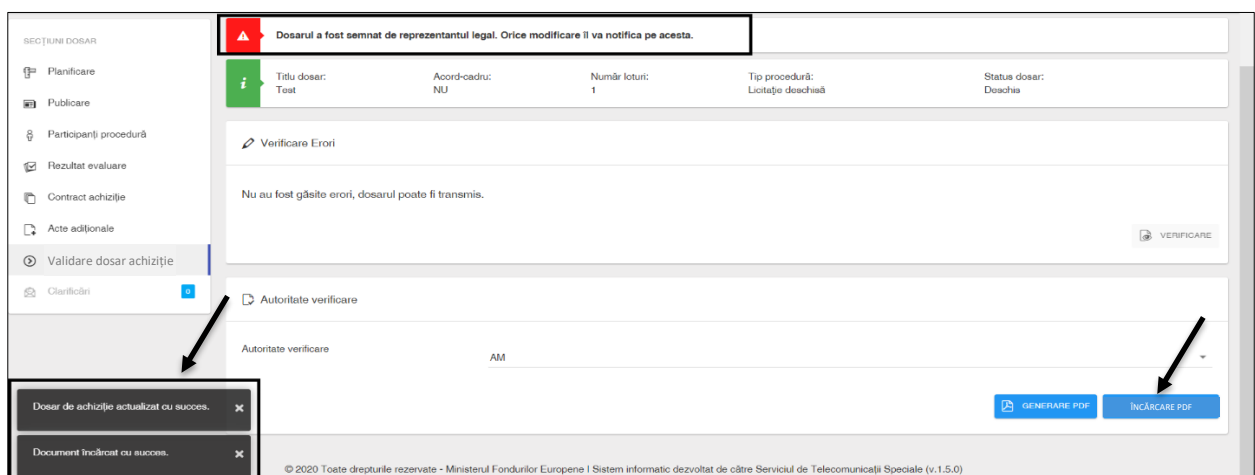 SECȚIUNI DOSAR
Planificare
Publicare
Participanți procedură
Rezultat evaluare
Contract achiziție
Acte adiționale
Validare dosar achiziție
Clarificări
0
Dosarul a fost semnat de reprezentantul legal. Orice modificare îl va notifica pe acesta.
Titlu dosar: Acord-cadru: Număr loturi: Tip procedură: Status dosar:
Test NU 1 Licitație deschisă Deschis
Verificare Erori
Nu au fost găsite erori, dosarul poate fi transmis.
VERIFICARE
Autoritate verificare
Autoritate verificare
AM
GENERARE PDF ÎNCĂRCARE PDF
Dosar de achiziție actualizat cu succes.
Document încărcat cu succes.
© 2020 Toate drepturile rezervate - Ministerul Fondurilor Europene | Sistem informatic dezvoltat de către Serviciul de Telecomunicații Speciale (v.1.5.0)